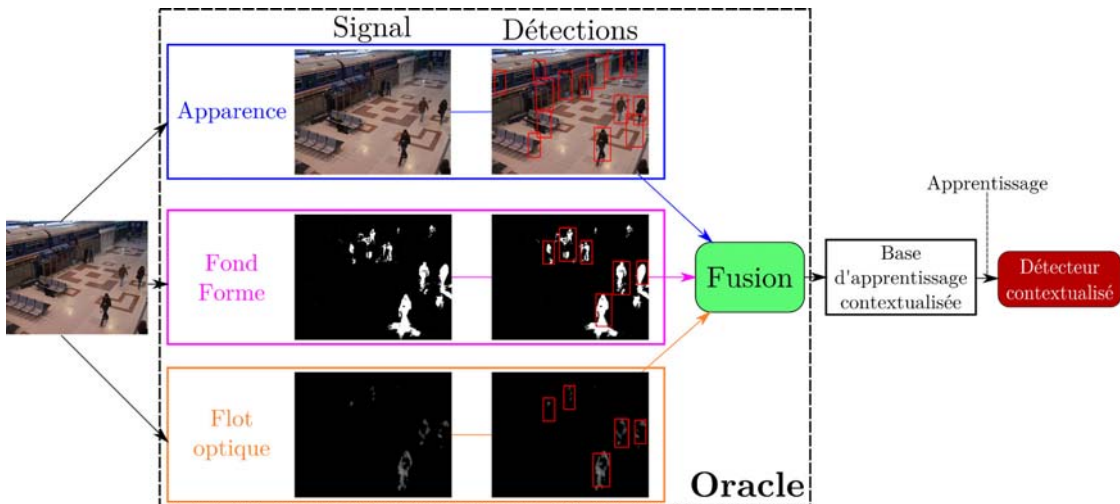 Signal
Détections
Apparence
Fond
Forme
Flot
optique
Fusion
Oracle
Base
d'apprentissage
contextualisée
Apprentissage
Détecteur
contextualisé